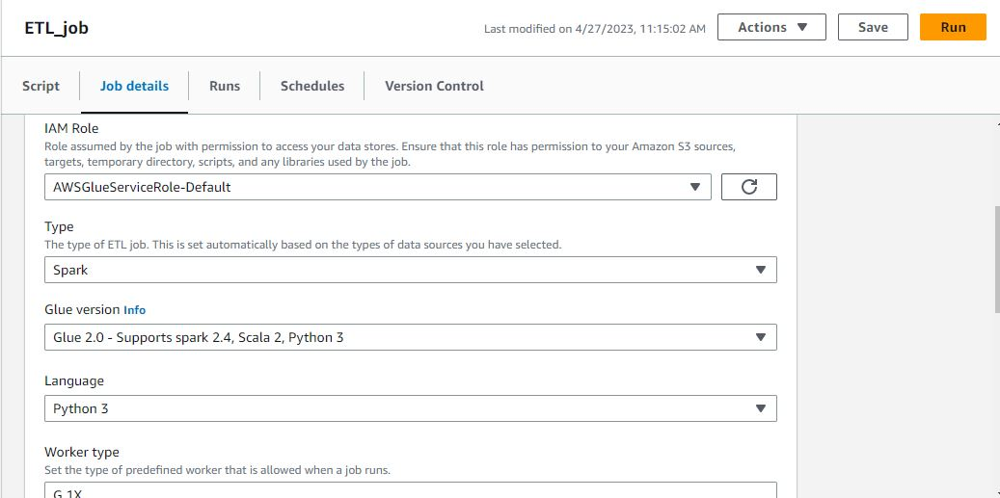 ETL_job
Last modified on 4/27/2023, 11:15:02 AM
Actions
Save
Run
Script
Job details
Runs
Schedules
Version Control
IAM Role
Role assumed by the job with permission to access your data stores. Ensure that this role has permission to your Amazon S3 sources,
targets, temporary directory, scripts, and any libraries used by the job.
AWSGlueServiceRole-Default
Type
The type of ETL job. This is set automatically based on the types of data sources you have selected.
Spark
Glue version Info
Glue 2.0 - Supports spark 2.4, Scala 2, Python 3
Language
Python 3
Worker type
Set the type of predefined worker that is allowed when a job runs.
G 1X